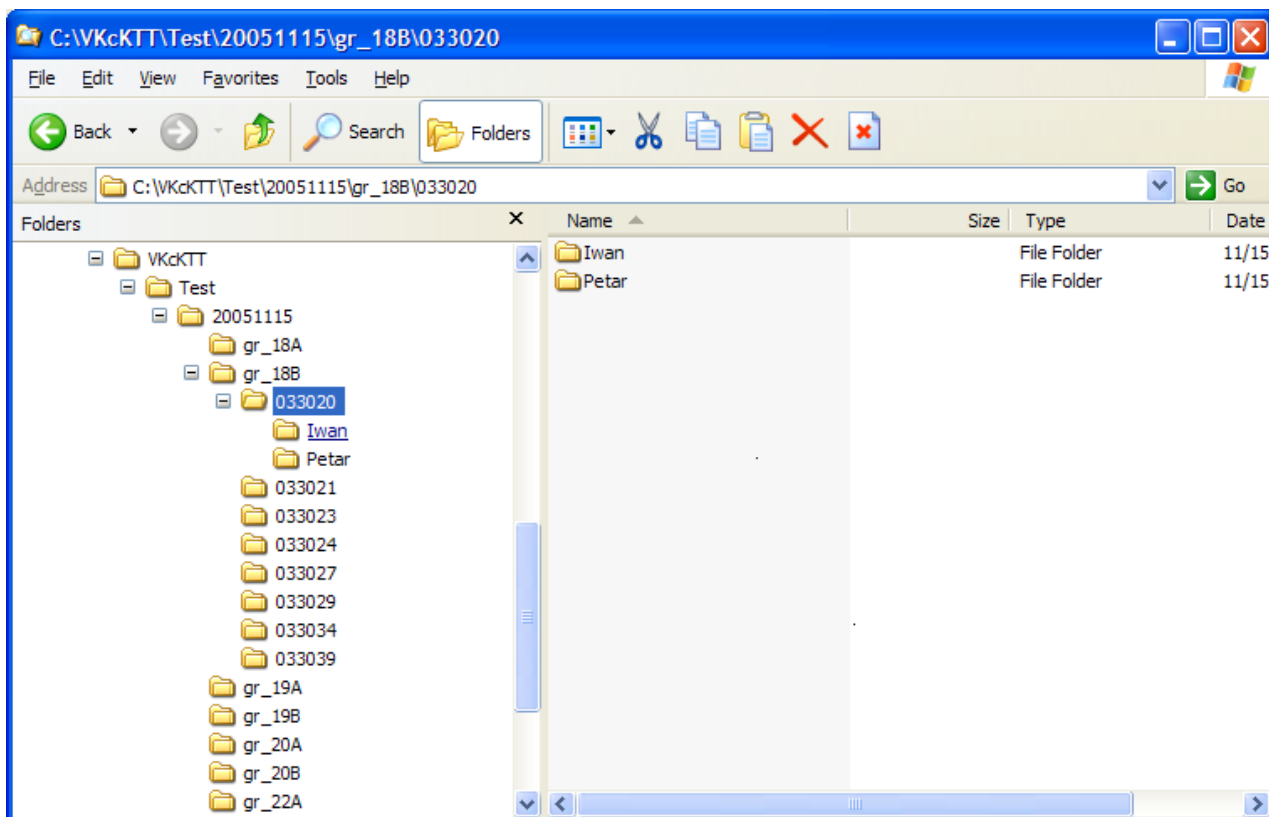 C:\VKcKTT\Test\20051115\gr_18B\033020
File Edit View Favorites Tools Help
Back Search Folders
Address C:\VKcKTT\Test\20051115\gr_18B\033020 Go
Folders Name Size Type Date
VKcKTT
Test
20051115
gr_18A
gr_18B
033020
Iwan
Petar
033021
033023
033024
033027
033029
033034
033039
gr_19A
gr_19B
gr_20A
gr_20B
gr_22A
Iwan File Folder 11/15
Petar File Folder 11/15